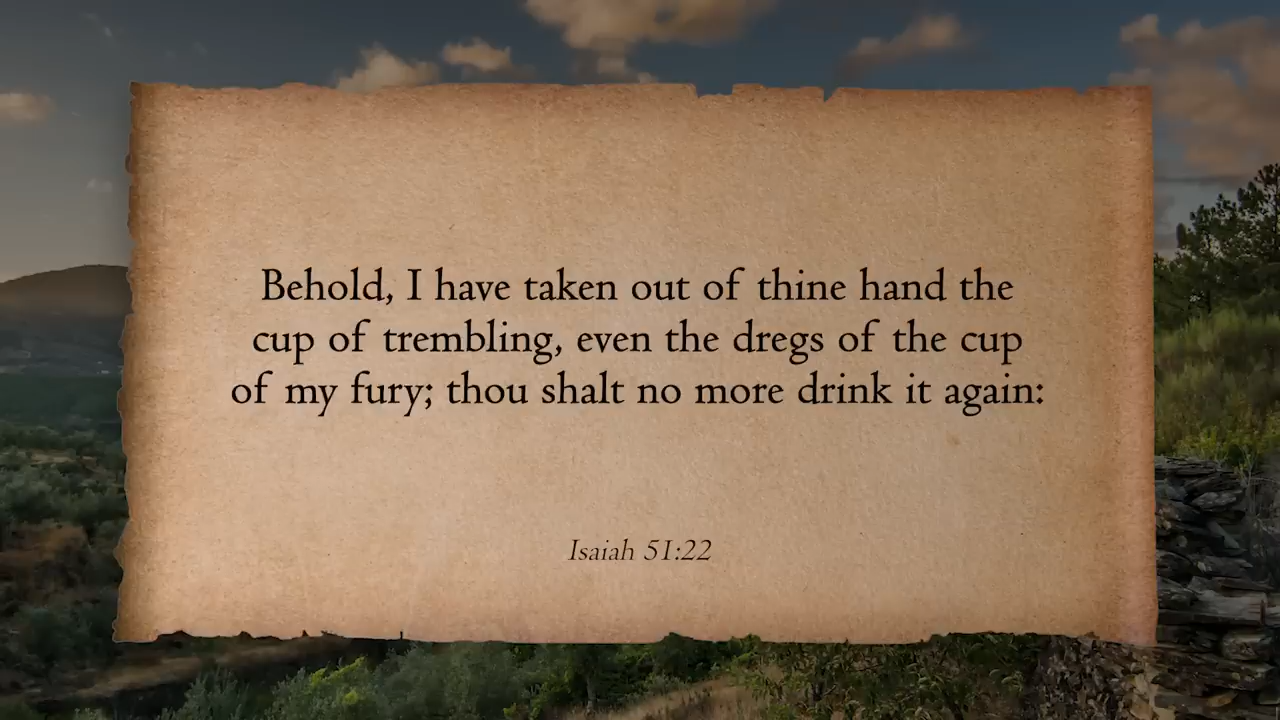 Behold, I have taken out of thine hand the
cup of trembling, even the dregs of the cup
of my fury; thou shalt no more drink it again:
Isaiah 51:22